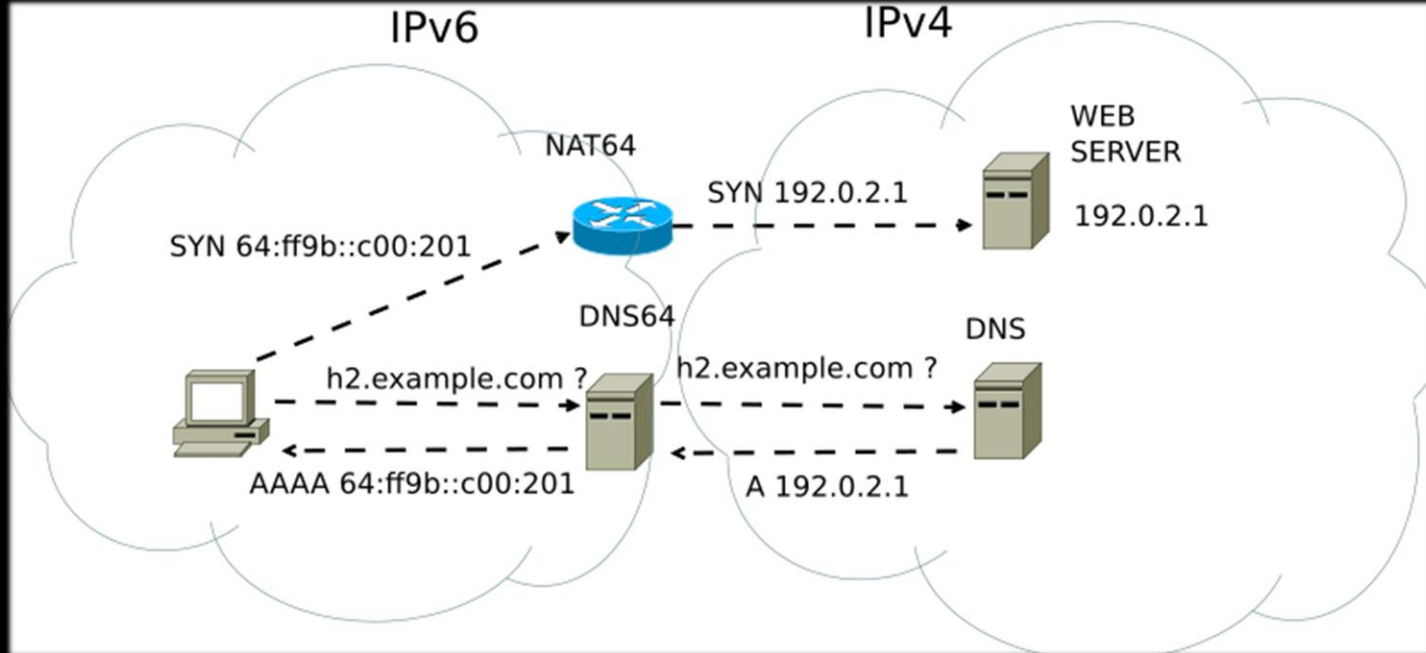 IPv6
IPv4
NAT64
WEB
SERVER
SYN 192.0.2.1
192.0.2.1
SYN 64:ff9b::c00:201
DNS64
DNS
h2.example.com ?
h2.example.com ?
AAAA 64:ff9b::c00:201
A 192.0.2.1